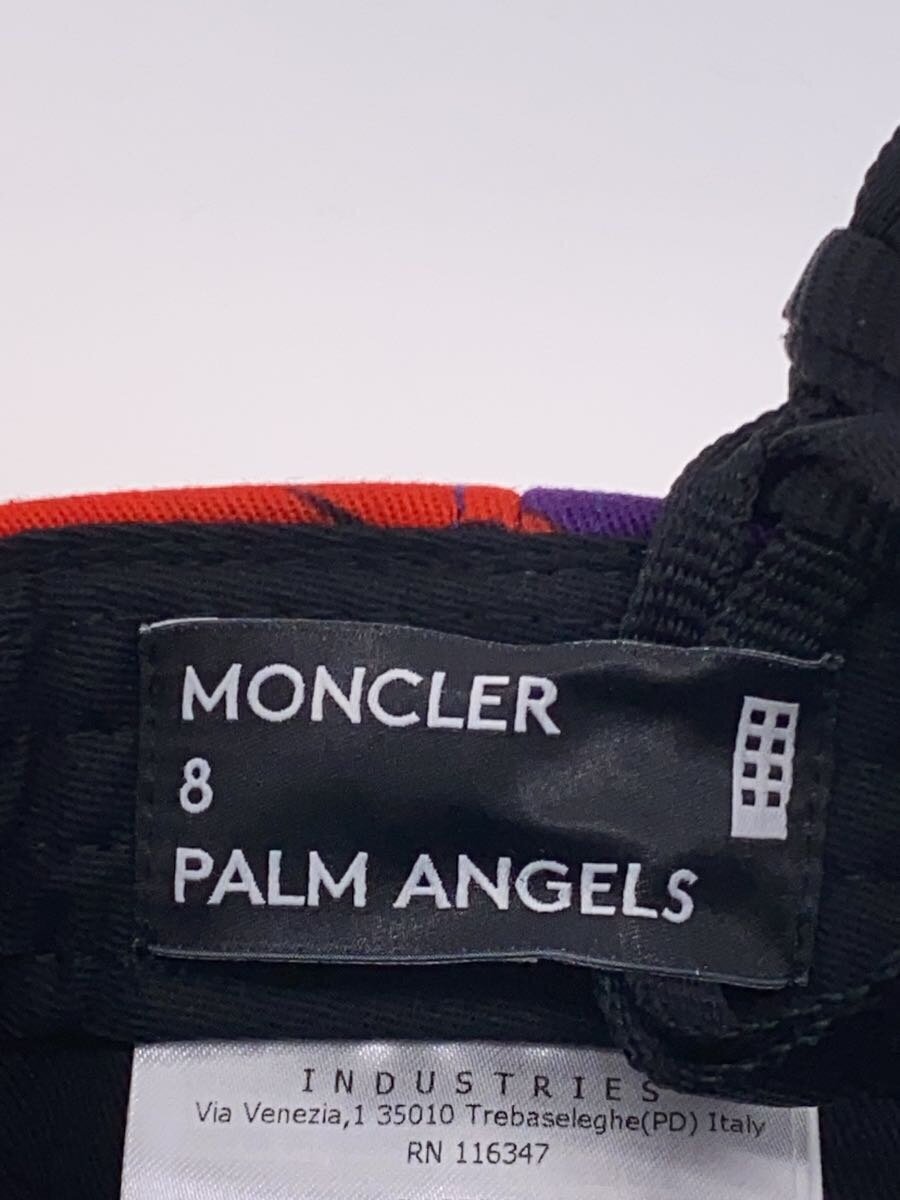 MONCLER
8
PALM ANGELS
INDUSTRIES
Via Venezia,1 35010 Trebaseleghe(PD) Italy
RN 116347